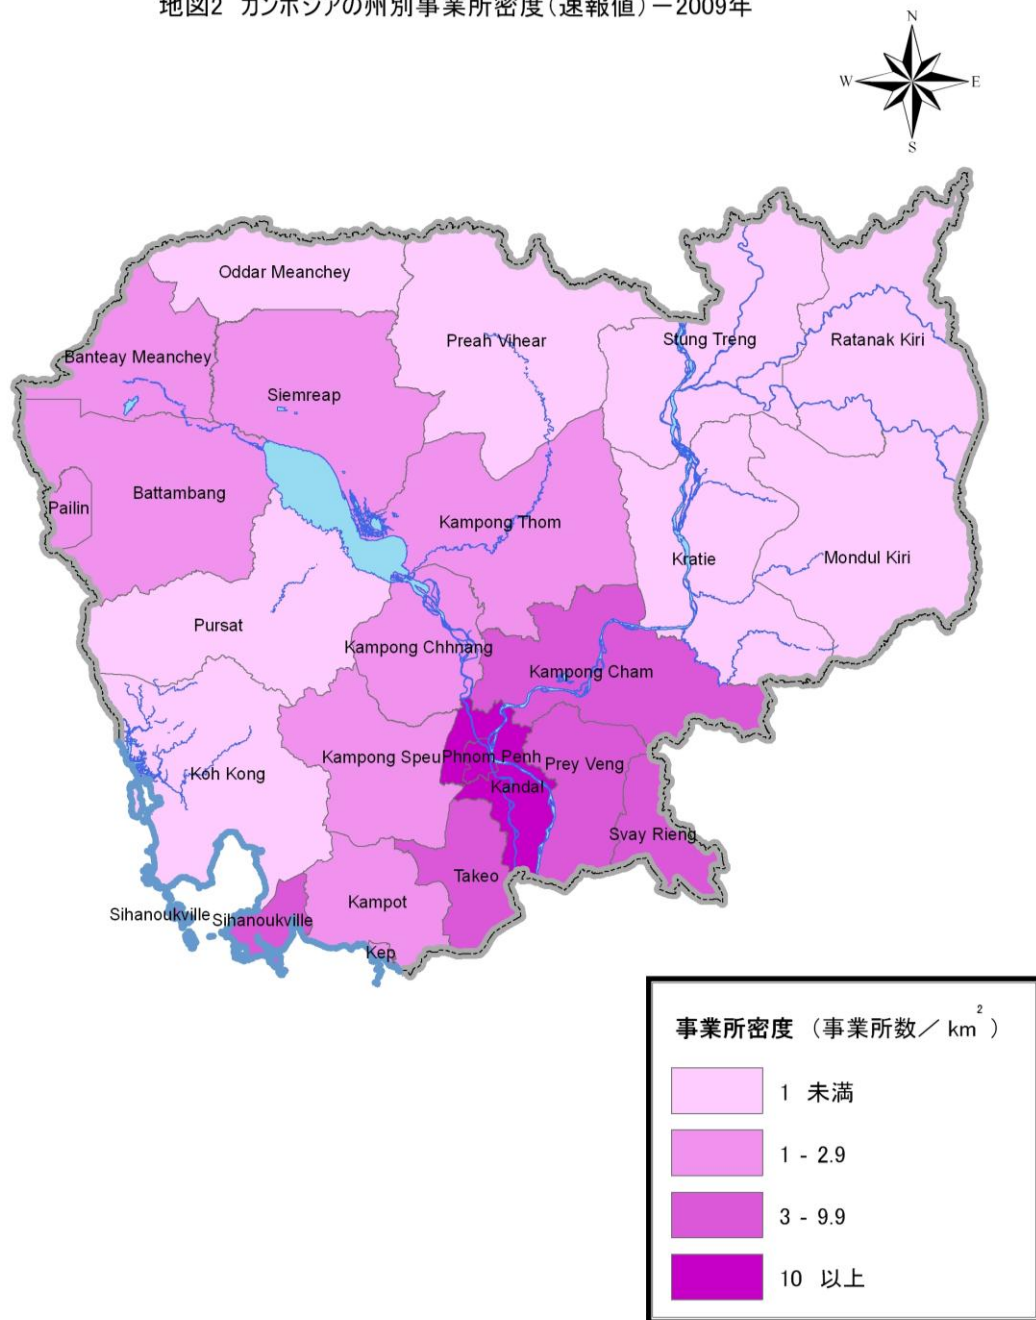 地図2 カンボジアの州別事業所密度（速報値）－2009年
N
W
E
S
Oddar Meanchey
Preah Vihear
Stung Treng
Ratanak Kiri
Banteay Meanchey
Siemreap
Battambang
Pailin
Kampong Thom
Kratie
Mondul Kiri
Pursat
Kampong Chhnang
Kampong Cham
Kampong Speu
Phnom Penh
Prey Veng
Koh Kong
Kandal
Svay Rieng
Takeo
Kampot
Sihanoukville
Sihanoukville
Kep
事業所密度 （事業所数／ km²）
1 未満
1 - 2.9
3 - 9.9
10 以上